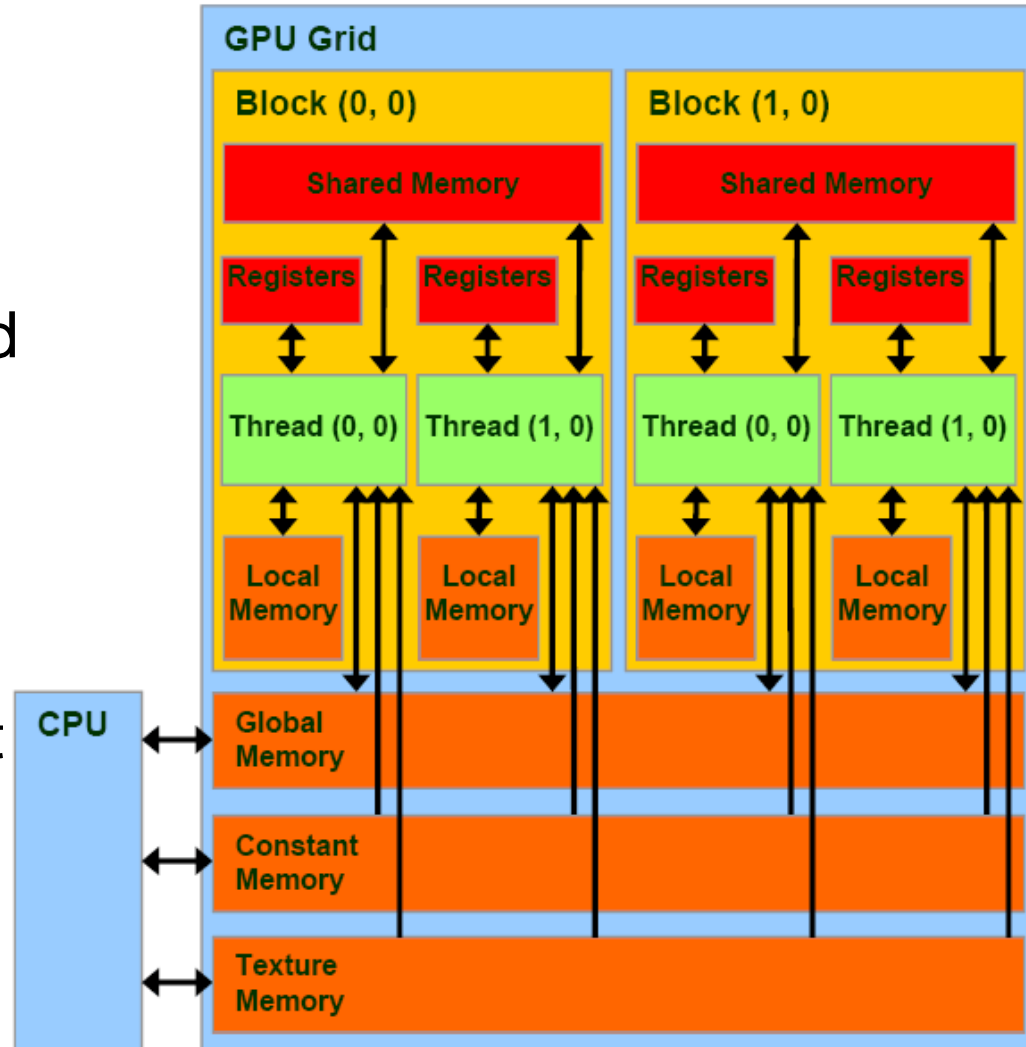 GPU Grid
Block (0, 0)
Block (1, 0)
Shared Memory
Shared Memory
Registers
Registers
Registers
Registers
d
Thread (0, 0)
Thread (1, 0)
Thread (0, 0)
Thread (1, 0)
Local
Memory
Local
Memory
Local
Memory
Local
Memory
t
CPU
Global
Memory
Constant
Memory
Texture
Memory